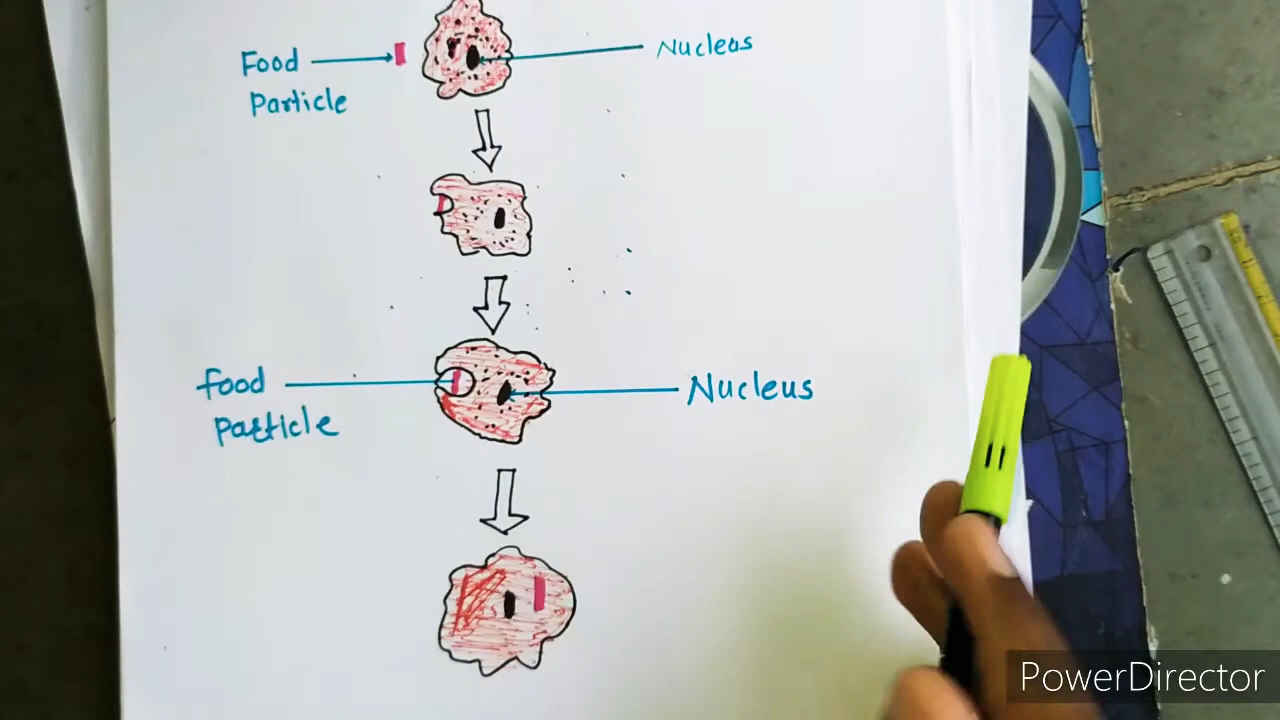 Food
Particle
Nucleus
food
Particle
Nucleus
PowerDirector